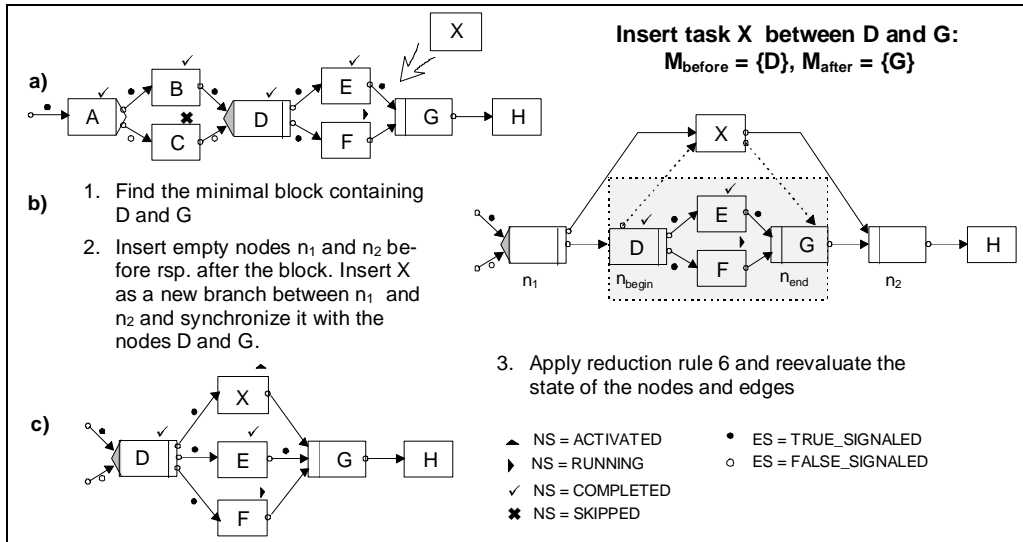 X
Insert task X between D and G:
M before = {D}, M after = {G}
a)
A
B
C
D
E
F
G
H
b)
1. Find the minimal block containing
D and G
2. Insert empty nodes n1 and n2 be-
fore rsp. after the block. Insert X
as a new branch between n1 and
n2 and synchronize it with the
nodes D and G.
X
E
D
F
G
H
n1
nbegin
nend
n2
3. Apply reduction rule 6 and reevaluate the
state of the nodes and edges
c)
X
D
E
G
H
F
NS = ACTIVATED
NS = RUNNING
NS = COMPLETED
NS = SKIPPED
ES = TRUE_SIGNALED
ES = FALSE_SIGNALED